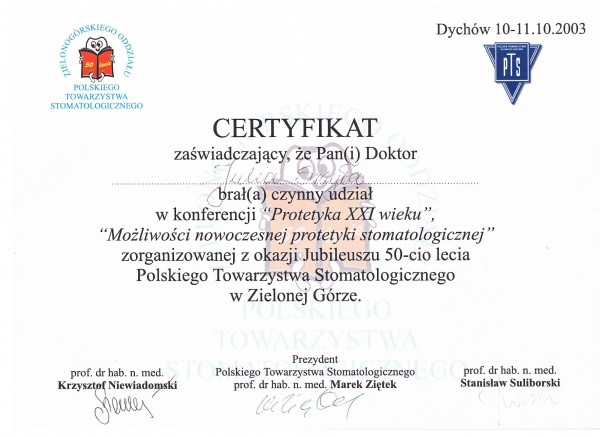 Dychów 10-11.10.2003
ZIELONOGÓRSKIEGO ODDZIAŁU
50 lecie
POLSKIEGO
TOWARZYSTWA
STOMATOLOGICZNEGO
PTS
CERTYFIKAT
zaświadczający, że Pan(i) Doktor
Julia
brał(a) czynny udział
w konferencji “Protetyka XXI wieku”,
“Możliwości nowoczesnej protetyki stomatologicznej”
zorganizowanej z okazji Jubileuszu 50-cio lecia
Polskiego Towarzystwa Stomatologicznego
w Zielonej Górze.
POLSKIEGO
TOWARZYSTWA
STOMATOLOGICZNEGO
prof. dr hab. n. med.
Krzysztof Niewiadomski
Prezydent
Polskiego Towarzystwa Stomatologicznego
prof. dr hab. n. med. Marek Ziętek
prof. dr hab. n. med.
Stanisław Suliborski